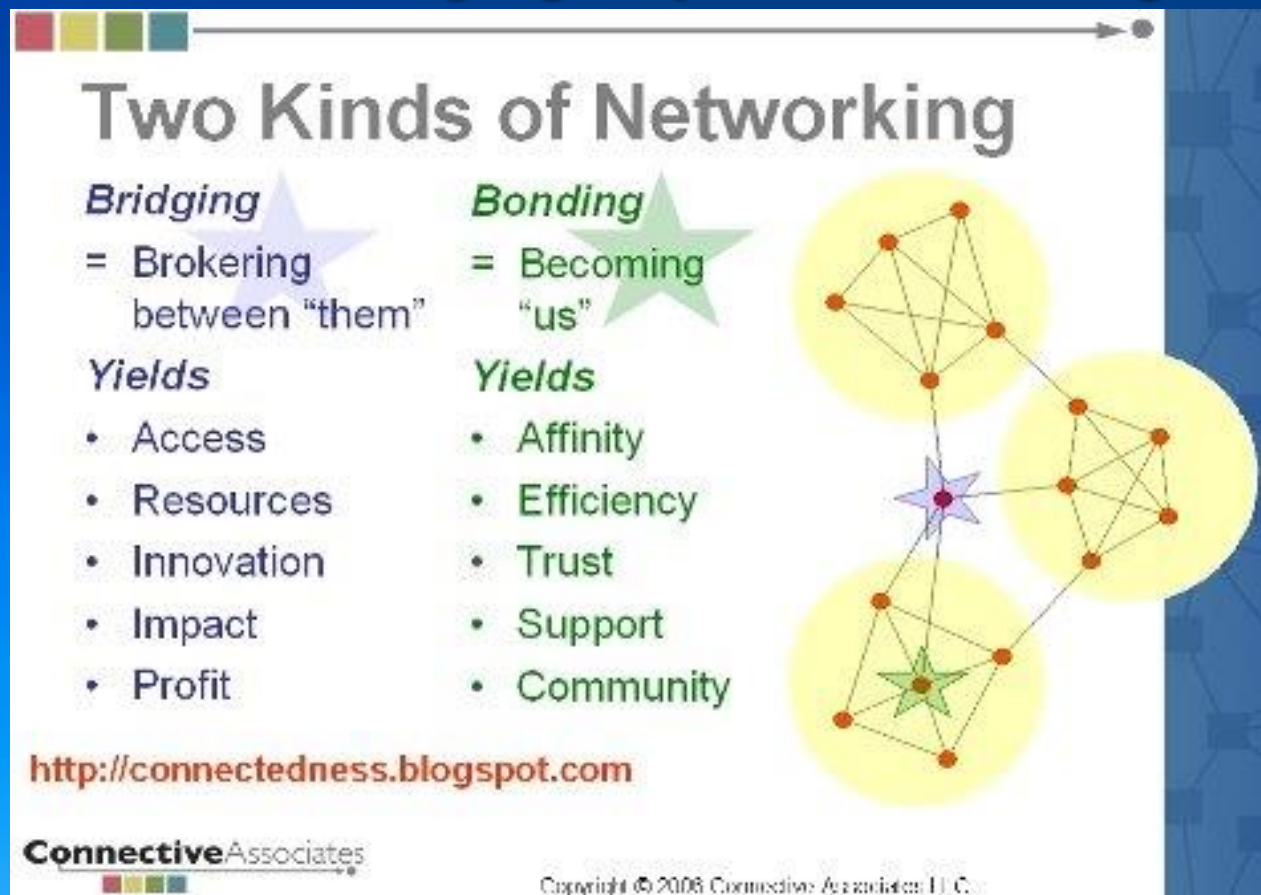 Two Kinds of Networking
Bridging
= Brokering
between “them”
Yields
• Access
• Resources
• Innovation
• Impact
• Profit
Bonding
= Becoming
“us”
Yields
• Affinity
• Efficiency
• Trust
• Support
• Community
http://connectedness.blogspot.com
ConnectiveAssociates
Copyright © Connective Associates LLC